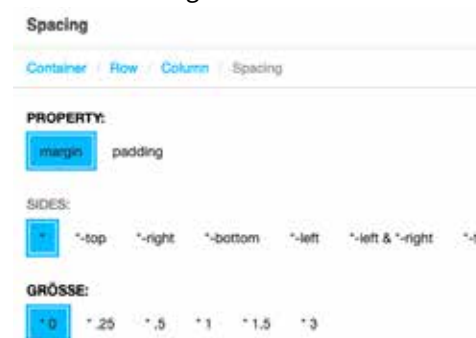 Spacing
Container / Row / Column / Spacing
PROPERTY:
margin padding
SIDES:
* *-top *-right *-bottom *-left *-left & *-right
GRÖSSE:
* 0 * .25 * .5 * 1 * 1.5 * 3